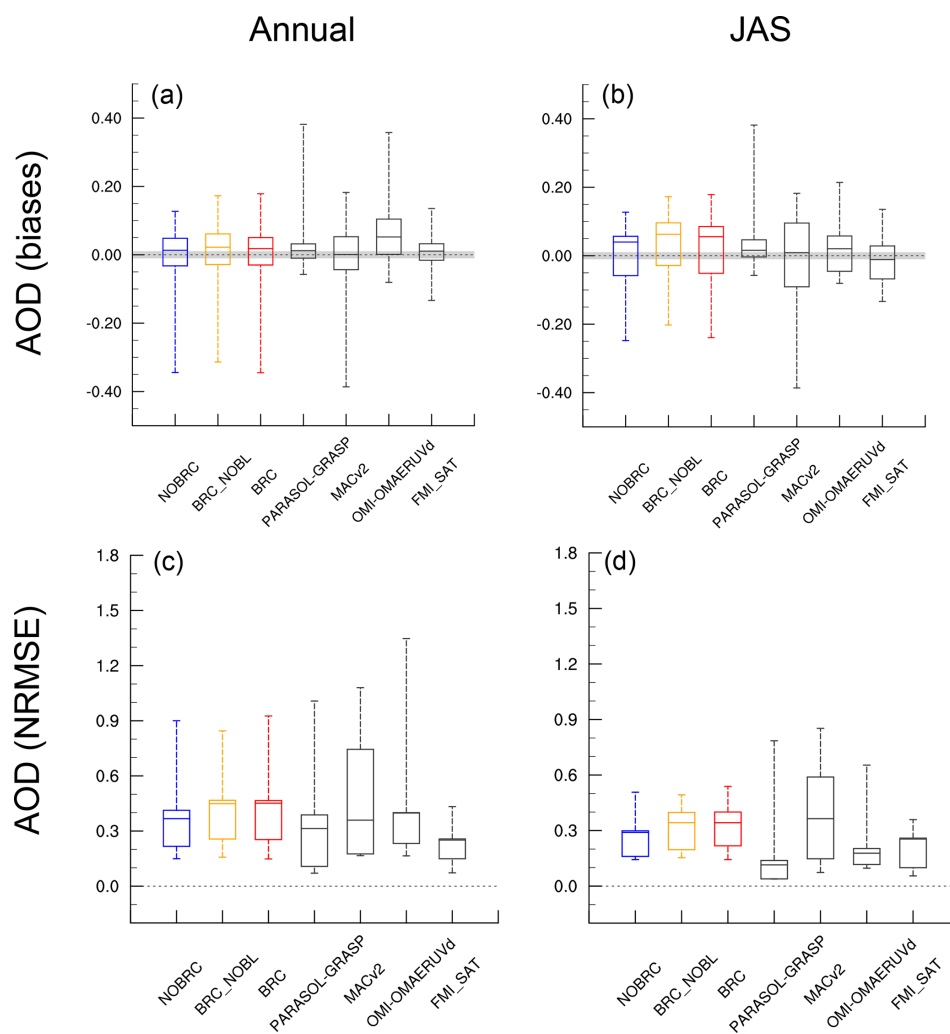 Annual
JAS
AOD (biases)
(a)
0.40
0.20
0.00
-0.20
-0.40
NOBRC
BRC_NOBL
BRC
PARASOL-GRASP
MACv2
OMI-OMAERUVd
FMI_SAT
(b)
0.40
0.20
0.00
-0.20
-0.40
NOBRC
BRC_NOBL
BRC
PARASOL-GRASP
MACv2
OMI-OMAERUVd
FMI_SAT
AOD (NRMSE)
(c)
1.8
1.5
1.2
0.9
0.6
0.3
0.0
NOBRC
BRC_NOBL
BRC
PARASOL-GRASP
MACv2
OMI-OMAERUVd
FMI_SAT
(d)
1.8
1.5
1.2
0.9
0.6
0.3
0.0
NOBRC
BRC_NOBL
BRC
PARASOL-GRASP
MACv2
OMI-OMAERUVd
FMI_SAT